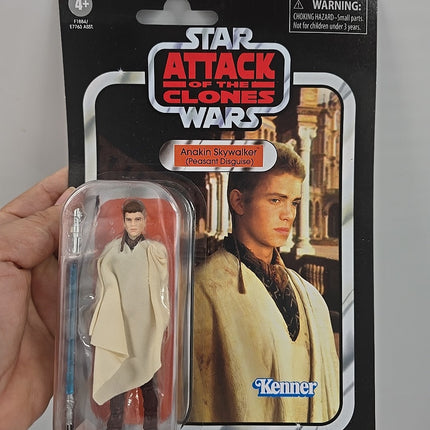 4+
F1884/
E7763 ASST.
WARNING:
CHOKING HAZARD–Small parts.
Not for children under 3 years.
STAR
ATTACK
OF THE
CLONES
WARS
Anakin Skywalker
(Peasant Disguise)
Kenner